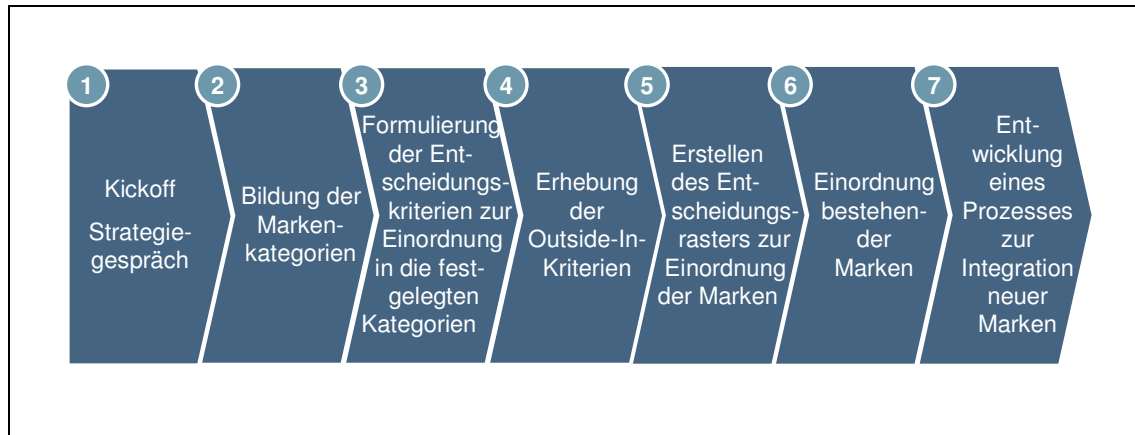 1
Kickoff
Strategie-
gespräch
2
Bildung der
Marken-
kategorien
3
Formulierung
der Ent-
scheidungs-
kriterien zur
Einordnung
in die fest-
gelegten
Kategorien
4
Erhebung
der
Outside-In-
Kriterien
5
Erstellen
des Ent-
scheidungs-
rasters zur
Einordnung
der Marken
6
Einordnung
bestehen-
der
Marken
7
Ent-
wicklung
eines
Prozesses
zur
Integration
neuer
Marken